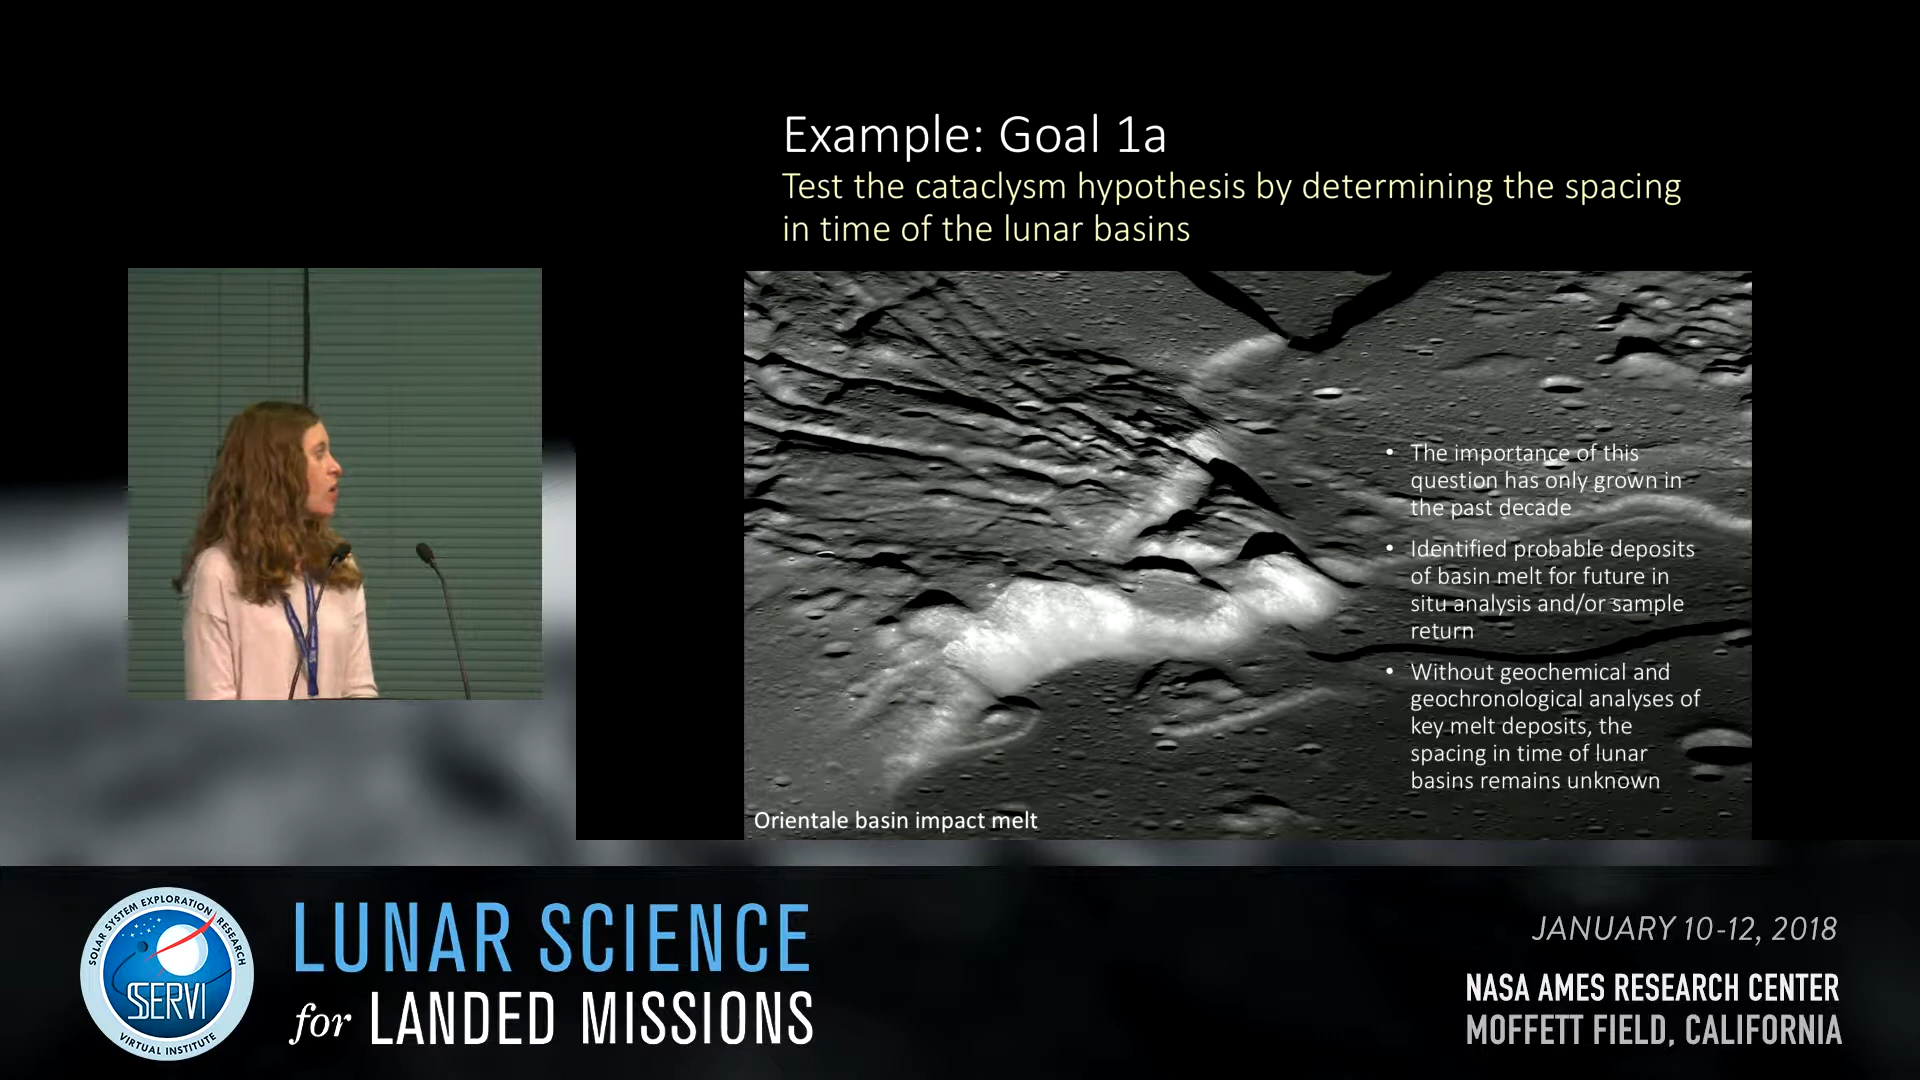 Example: Goal 1a
Test the cataclysm hypothesis by determining the spacing
in time of the lunar basins
• The importance of this
question has only grown in
the past decade
• Identified probable deposits
of basin melt for future in
situ analysis and/or sample
return
• Without geochemical and
geochronological analyses of
key melt deposits, the
spacing in time of lunar
basins remains unknown
Orientale basin impact melt
SOLAR SYSTEM EXPLORATION RESEARCH
SSERVI
VIRTUAL INSTITUTE
LUNAR SCIENCE
for LANDED MISSIONS
JANUARY 10-12, 2018
NASA AMES RESEARCH CENTER
MOFFETT FIELD, CALIFORNIA